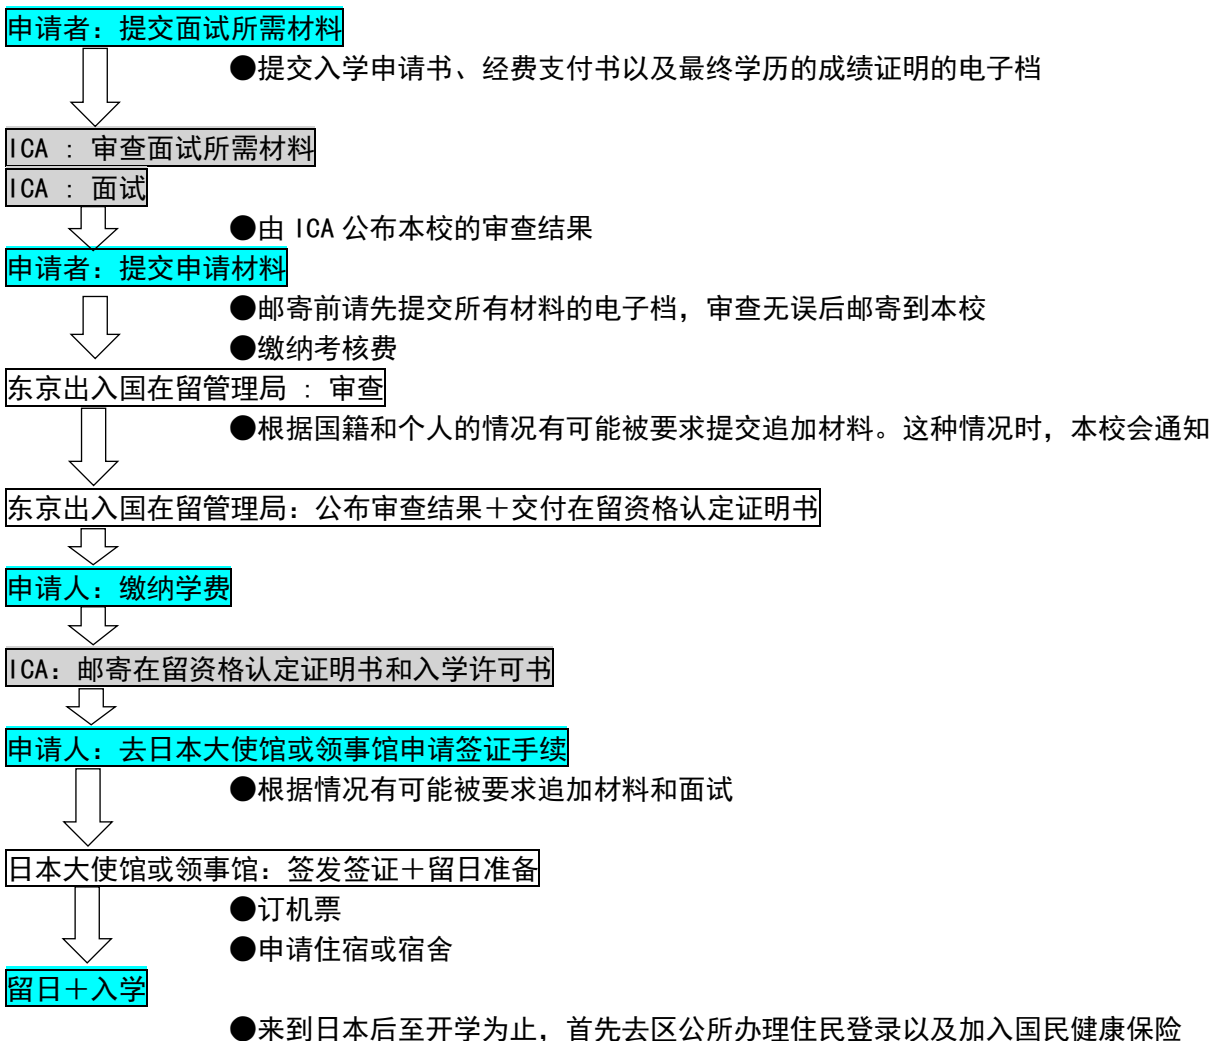 申请者：提交面试所需材料
●提交入学申请书、经费支付书以及最终学历的成绩证明的电子档
ICA : 审查面试所需材料
ICA : 面试
●由 ICA 公布本校的审查结果
申请者：提交申请材料
●邮寄前请先提交所有材料的电子档，审查无误后邮寄到本校
●缴纳考核费
东京出入国在留管理局 : 审查
●根据国籍和个人的情况有可能被要求提交追加材料。这种情况时，本校会通知
东京出入国在留管理局：公布审查结果＋交付在留资格认定证明书
申请人：缴纳学费
ICA：邮寄在留资格认定证明书和入学许可书
申请人：去日本大使馆或领事馆申请签证手续
●根据情况有可能被要求追加材料和面试
日本大使馆或领事馆：签发签证＋留日准备
●订机票
●申请住宿或宿舍
留日＋入学
●来到日本后至开学为止，首先去区公所办理住民登录以及加入国民健康保险